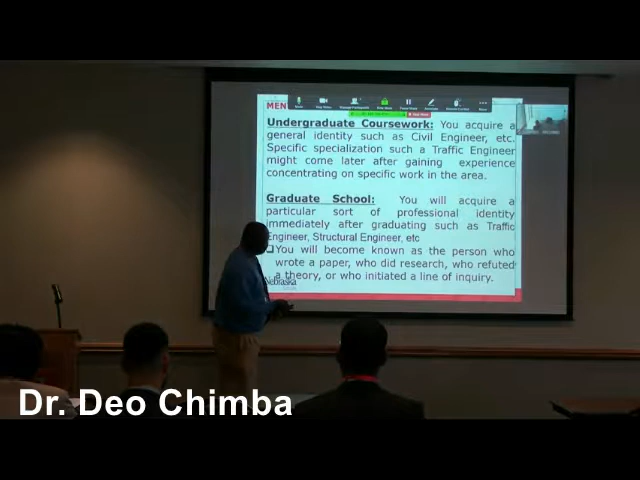 MEN
Undergraduate Coursework: You acquire a
general identity such as Civil Engineer, etc.
Specific specialization such a Traffic Engineer
might come later after gaining experience
concentrating on specific work in the area.
Graduate School: You will acquire a
particular sort of professional identity
immediately after graduating such as Traffic
Engineer, Structural Engineer, etc
You will become known as the person who
wrote a paper, who did research, who refuted
a theory, or who initiated a line of inquiry.
Nebraska
Dr. Deo Chimba